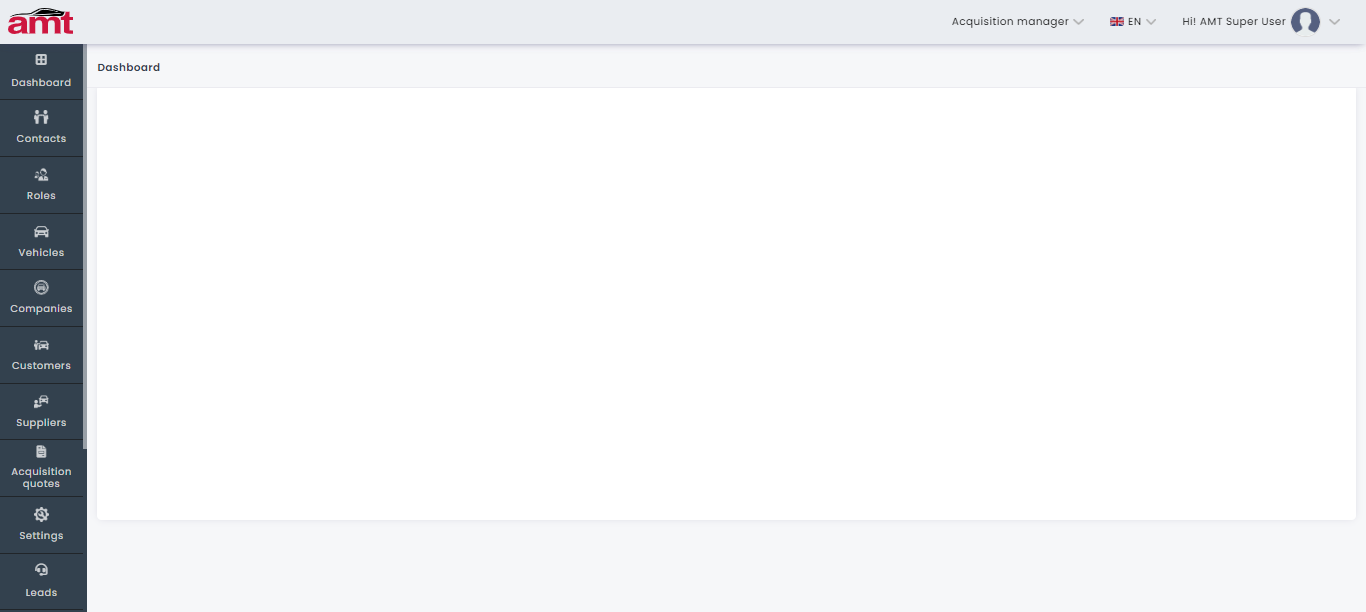 amt
Acquisition manager
EN
Hi! AMT Super User
Dashboard
Dashboard
Contacts
Roles
Vehicles
Companies
Customers
Suppliers
Acquisition
quotes
Settings
Leads